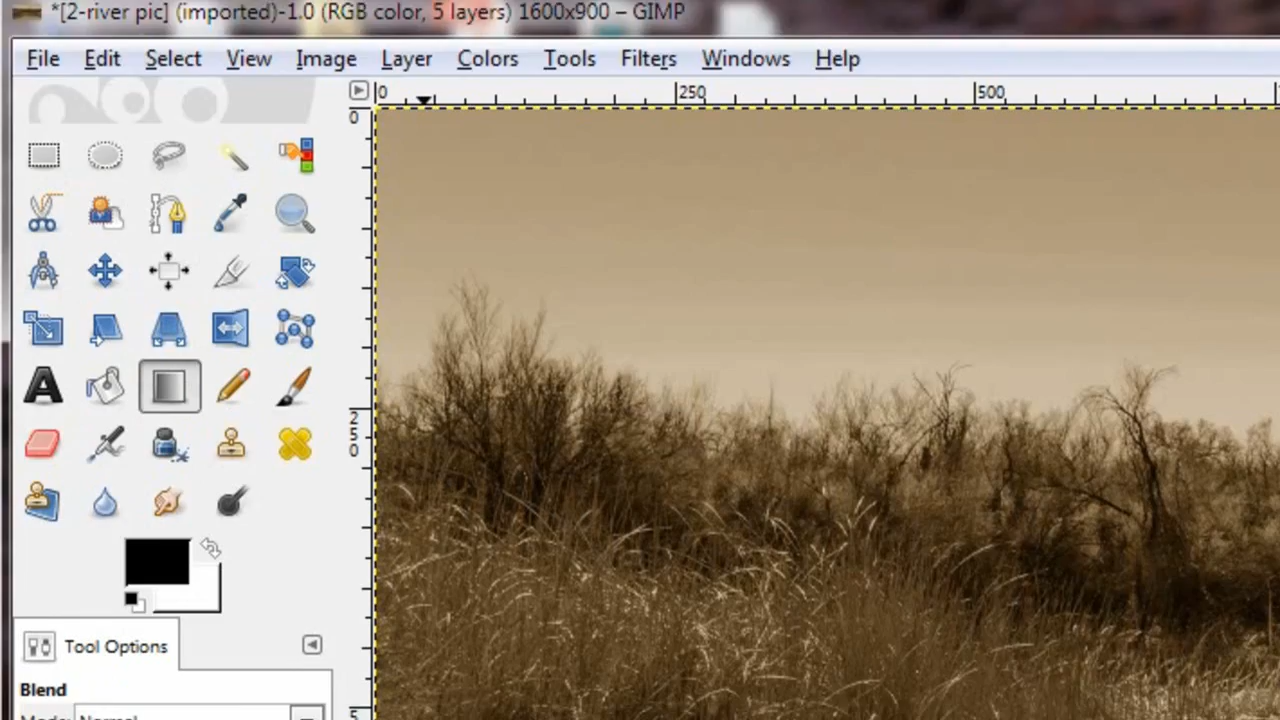 *[2-river pic] (imported)-1.0 (RGB color, 5 layers) 1600x900 – GIMP
File Edit Select View Image Layer Colors Tools Filters Windows Help
0 250 500
0
250
5
Tool Options
Blend
Mode: Normal